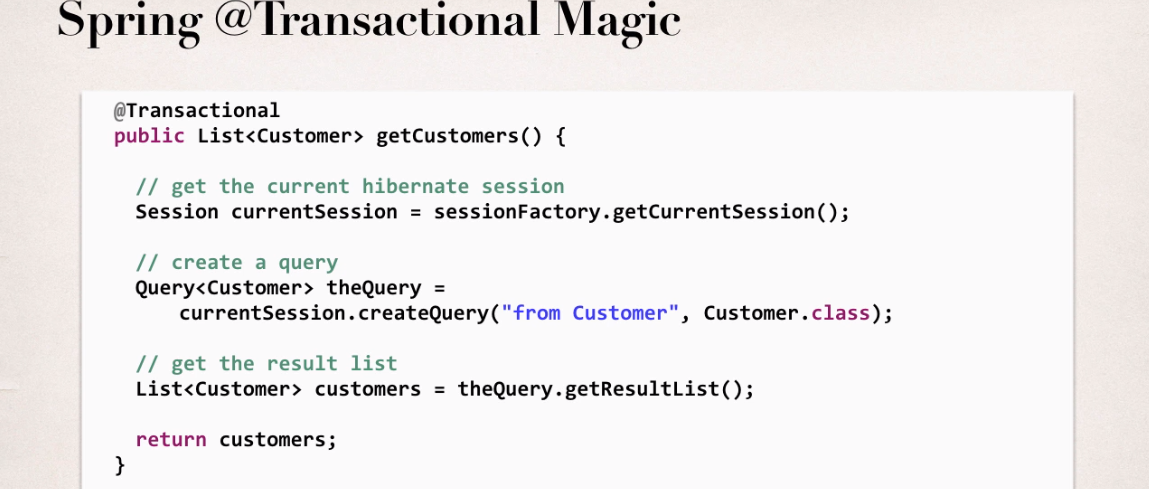 Spring @Transactional Magic
@Transactional
public List<Customer> getCustomers() {
// get the current hibernate session
Session currentSession = sessionFactory.getCurrentSession();
// create a query
Query<Customer> theQuery =
currentSession.createQuery("from Customer", Customer.class);
// get the result list
List<Customer> customers = theQuery.getResultList();
return customers;
}